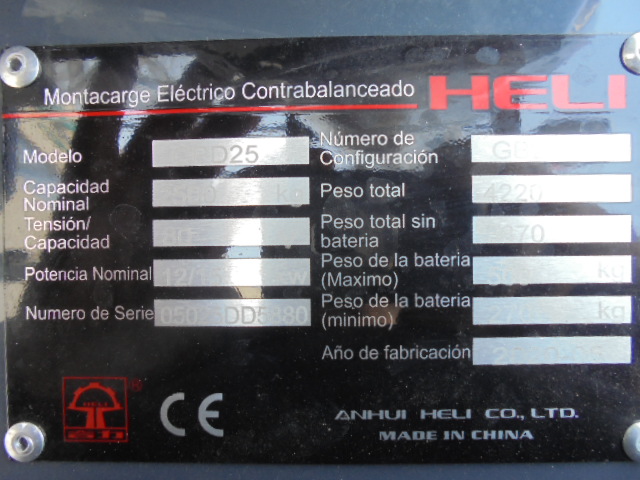 Montacarge Eléctrico Contrabalanceado HELI
Modelo D25
Número de Configuración
Capacidad Nominal kg
Peso total 4220
Tensión/ Capacidad
Peso total sin bateria
Potencia Nominal
Peso de la bateria (Maximo) kg
Numero de Serie
Peso de la bateria (minimo) kg
Año de fabricación
HELI
®
CE
ANHUI HELI CO., LTD.
MADE IN CHINA